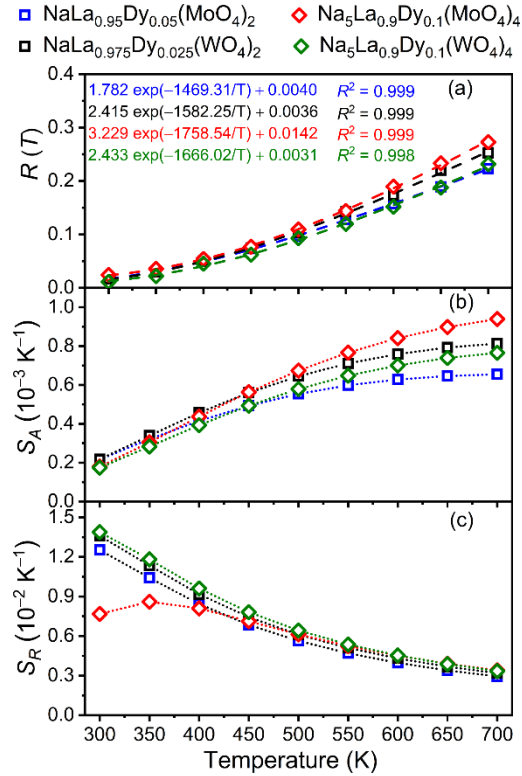 NaLa₀.₉₅Dy₀.₀₅(MoO₄)₂ Na₅La₀.₉Dy₀.₁(MoO₄)₄
NaLa₀.₉₇₅Dy₀.₀₂₅(WO₄)₂ Na₅La₀.₉Dy₀.₁(WO₄)₄
0.4
1.782 exp(−1469.31/T) + 0.0040 R² = 0.999 (a)
2.415 exp(−1582.25/T) + 0.0036 R² = 0.999
0.3
3.229 exp(−1758.54/T) + 0.0142 R² = 0.999
2.433 exp(−1666.02/T) + 0.0031 R² = 0.998
R (T)
0.2
0.1
0.0
1.0
(b)
0.8
0.6
S_A (10⁻³ K⁻¹)
0.4
0.2
0.0
1.5
(c)
1.2
0.9
S_R (10⁻² K⁻¹)
0.6
0.3
0.0
300 350 400 450 500 550 600 650 700
Temperature (K)